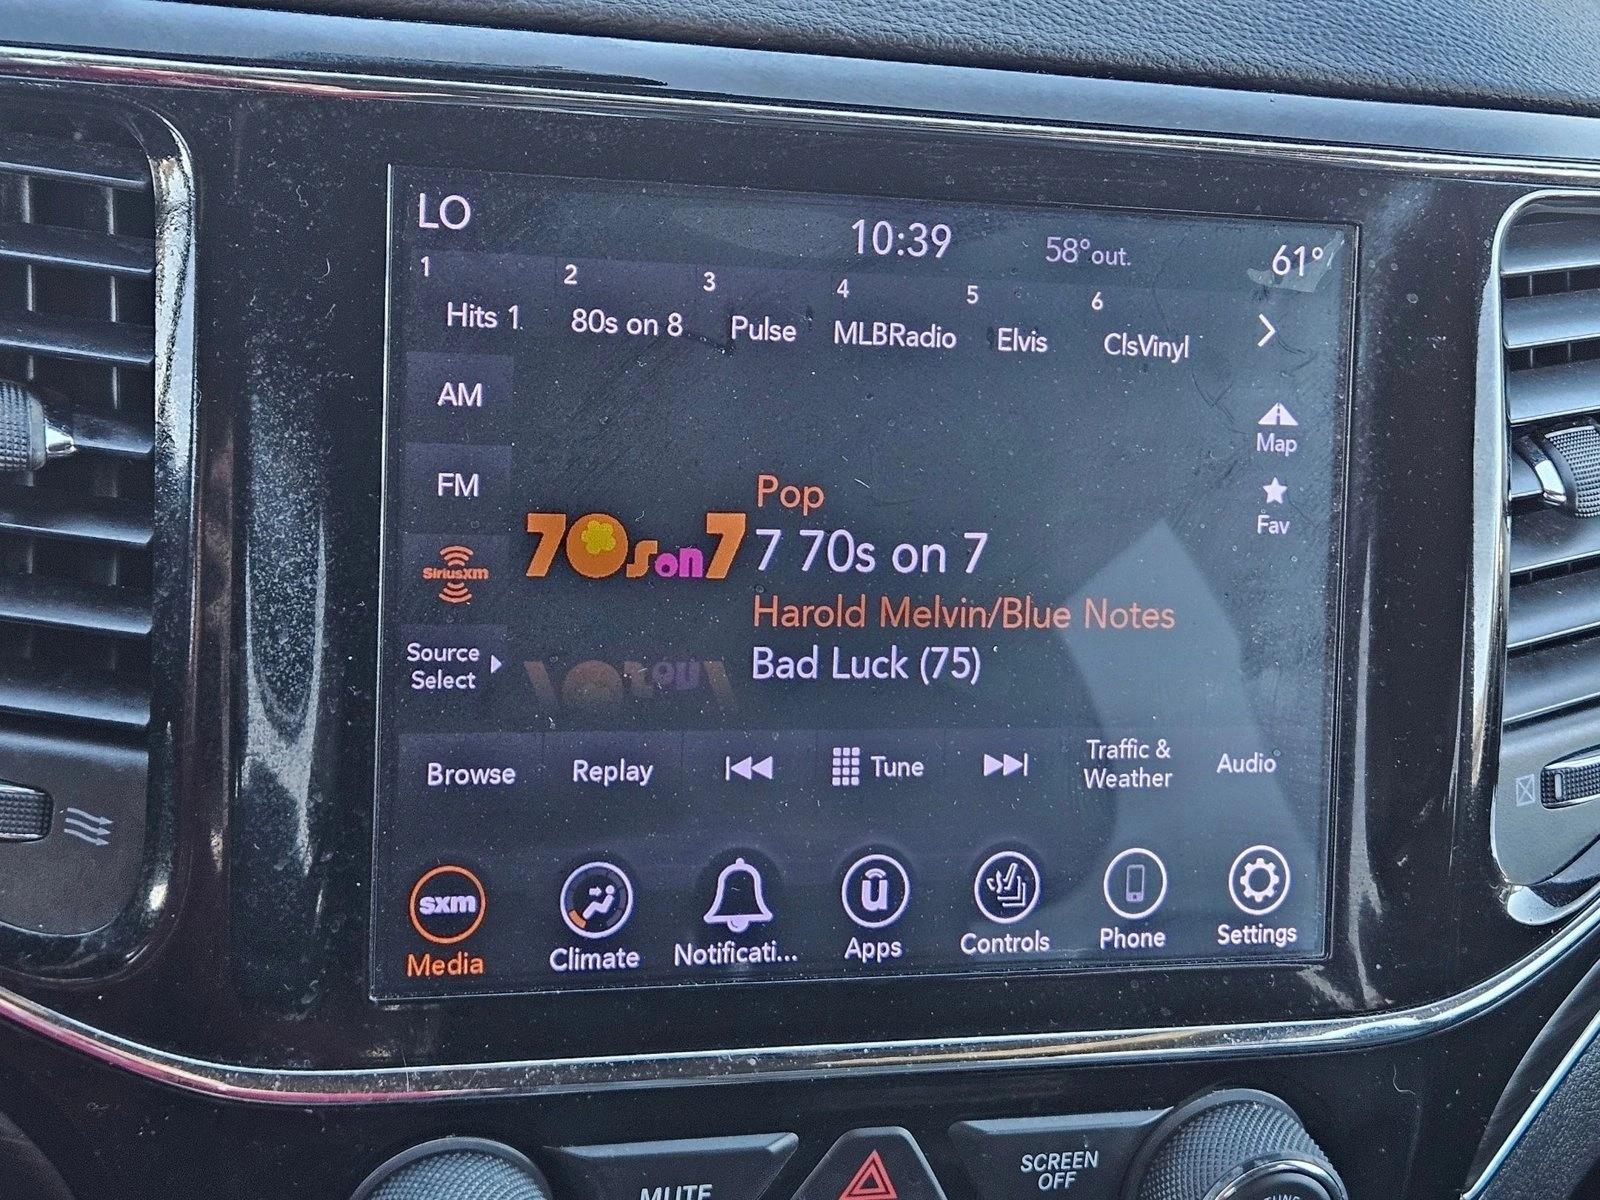 LO
10:39
58° out.
61°
1
2
3
4
5
6
Hits 1
80s on 8
Pulse
MLBRadio
Elvis
ClsVinyl
AM
Map
FM
Fav
Pop
70s on 7
7 70s on 7
siriusxm
Harold Melvin/Blue Notes
Bad Luck (75)
Source
Select
Browse
Replay
Tune
Traffic &
Weather
Audio
sxm
Media
Climate
Notificati...
u
Apps
Controls
Phone
Settings
MUTE
SCREEN
OFF